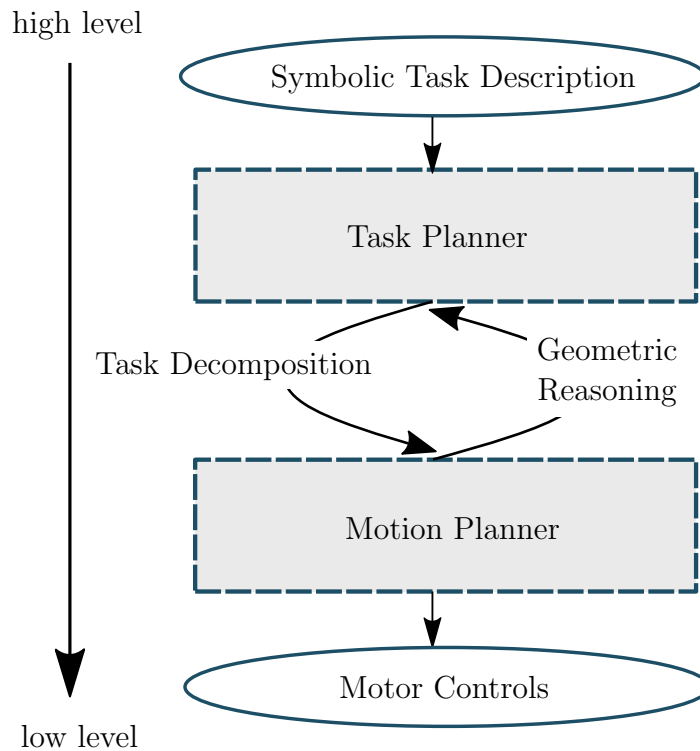 high level
Symbolic Task Description
Task Planner
Task Decomposition
Geometric
Reasoning
Motion Planner
Motor Controls
low level